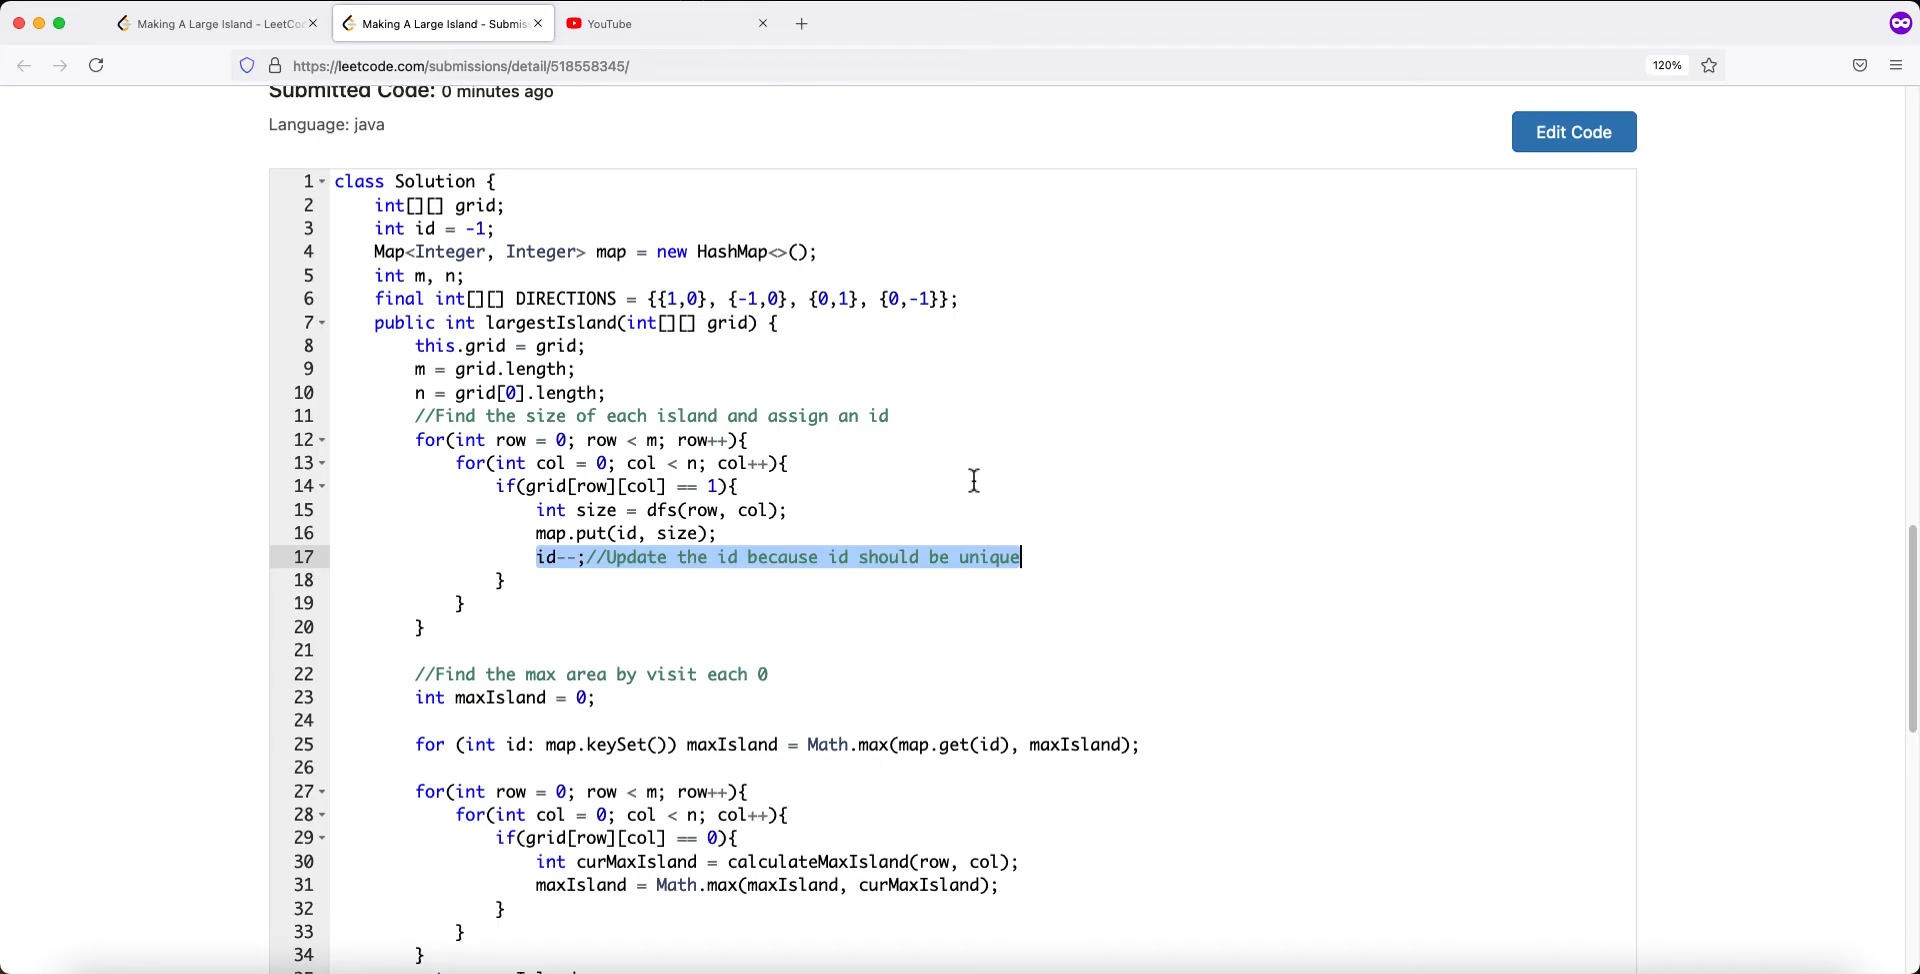 Making A Large Island - LeetCo
Making A Large Island - Submis
YouTube
https://leetcode.com/submissions/detail/518558345/
120%
Submitted Code: 0 minutes ago
Language: java
Edit Code
1 class Solution {
2 int[][] grid;
3 int id = -1;
4 Map<Integer, Integer> map = new HashMap<>();
5 int m, n;
6 final int[][] DIRECTIONS = {{1,0}, {-1,0}, {0,1}, {0,-1}};
7 public int largestIsland(int[][] grid) {
8 this.grid = grid;
9 m = grid.length;
10 n = grid[0].length;
11 //Find the size of each island and assign an id
12 for(int row = 0; row < m; row++){
13 for(int col = 0; col < n; col++){
14 if(grid[row][col] == 1){
15 int size = dfs(row, col);
16 map.put(id, size);
17 id--;//Update the id because id should be unique
18 }
19 }
20 }
21
22 //Find the max area by visit each 0
23 int maxIsland = 0;
24
25 for (int id: map.keySet()) maxIsland = Math.max(map.get(id), maxIsland);
26
27 for(int row = 0; row < m; row++){
28 for(int col = 0; col < n; col++){
29 if(grid[row][col] == 0){
30 int curMaxIsland = calculateMaxIsland(row, col);
31 maxIsland = Math.max(maxIsland, curMaxIsland);
32 }
33 }
34 }